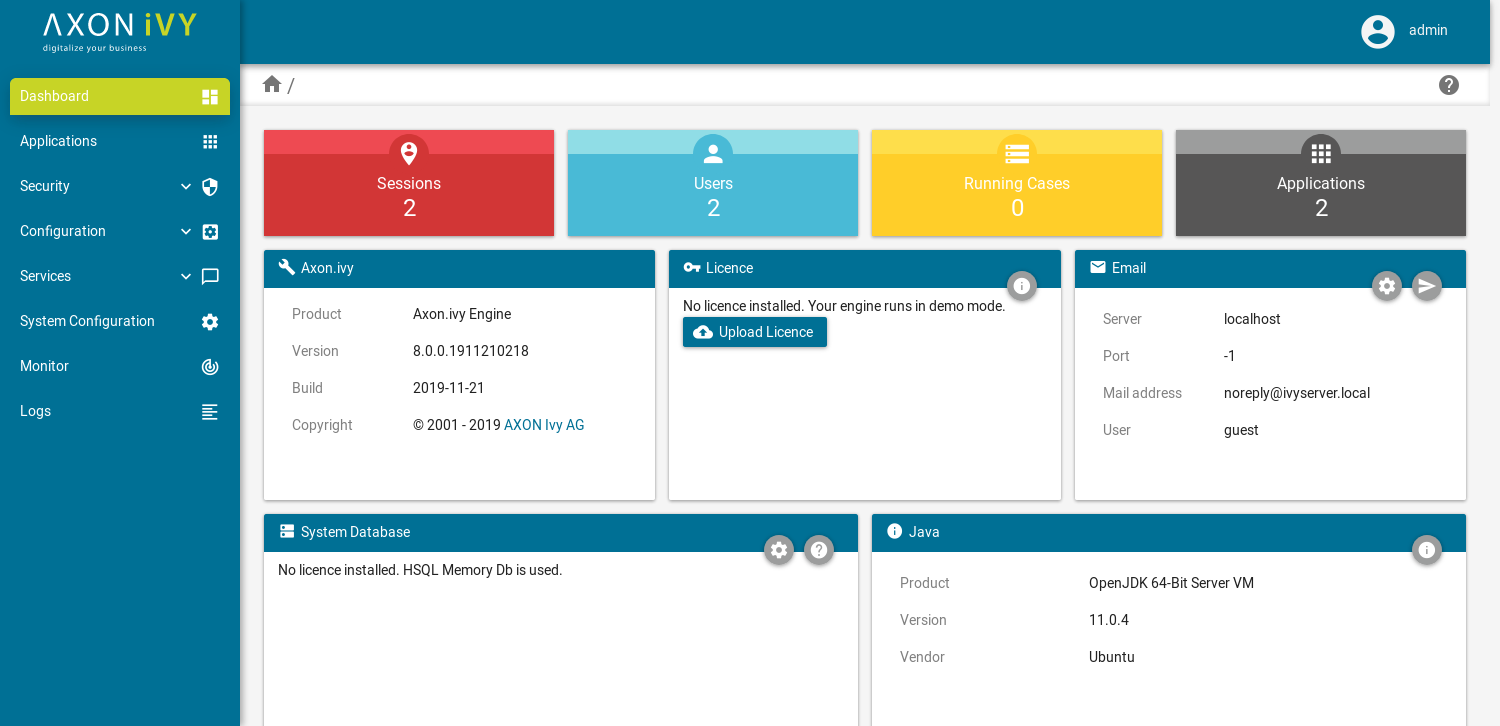 AXON iVY
digitalize your business
admin
Dashboard
/
Applications
Security
Configuration
Services
System Configuration
Monitor
Logs
Sessions
2
Users
2
Running Cases
0
Applications
2
Axon.ivy
Product Axon.ivy Engine
Version 8.0.0.1911210218
Build 2019-11-21
Copyright © 2001 - 2019 AXON Ivy AG
Licence
No licence installed. Your engine runs in demo mode.
Upload Licence
Email
Server localhost
Port -1
Mail address noreply@ivyserver.local
User guest
System Database
No licence installed. HSQL Memory Db is used.
Java
Product OpenJDK 64-Bit Server VM
Version 11.0.4
Vendor Ubuntu